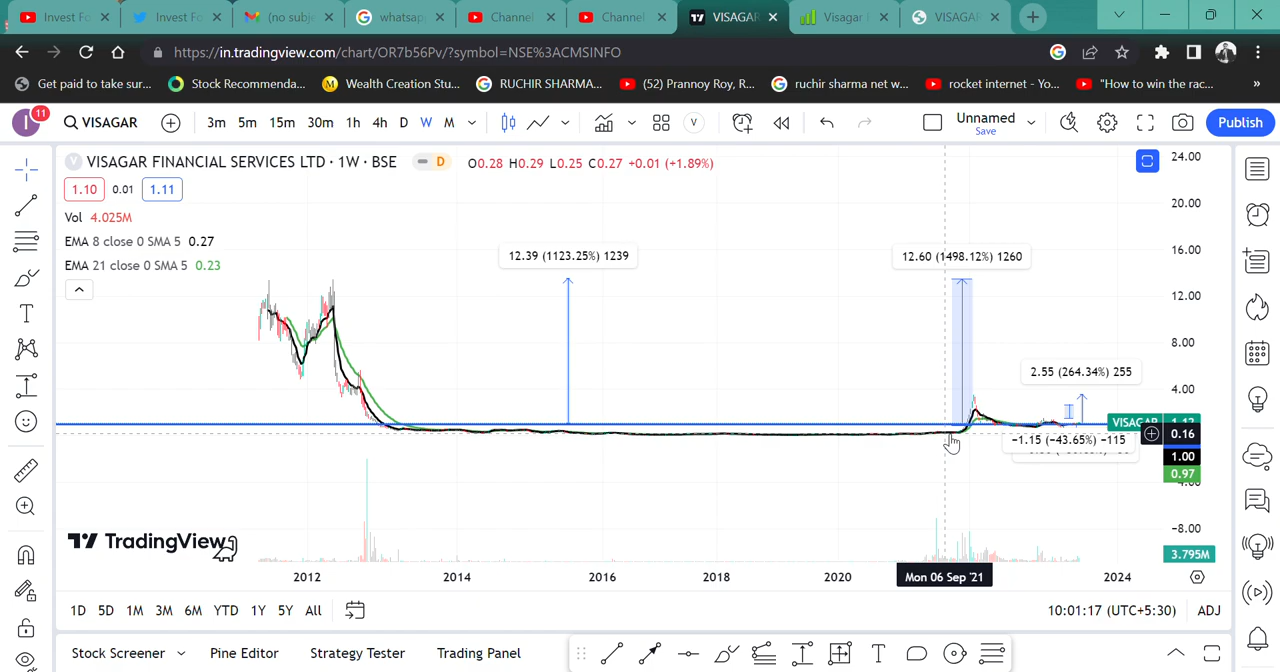 Invest Fo
Invest Fo
(no subje
whatsap
Channel
Channel
VISAGAR
Visagar I
VISAGAR
https://in.tradingview.com/chart/OR7b56Pv/?symbol=NSE%3ACMSINFO
Get paid to take sur...
Stock Recommenda...
Wealth Creation Stu...
RUCHIR SHARMA...
(52) Prannoy Roy, R...
ruchir sharma net w...
rocket internet - Yo...
"How to win the rac...
»
I 11
VISAGAR
3m 5m 15m 30m 1h 4h D W M
V
Unnamed
Save
Publish
V VISAGAR FINANCIAL SERVICES LTD · 1W · BSE
D
O0.28 H0.29 L0.25 C0.27 +0.01 (+1.89%)
1.10 0.01 1.11
Vol 4.025M
EMA 8 close 0 SMA 5 0.27
EMA 21 close 0 SMA 5 0.23
12.39 (1123.25%) 1239
12.60 (1498.12%) 1260
2.55 (264.34%) 255
−1.15 (−43.65%) −115
24.00
20.00
16.00
12.00
8.00
4.00
VISAGAR
0.16
1.00
0.97
−8.00
3.795M
TradingView
2012 2014 2016 2018 2020 Mon 06 Sep '21 2024
1D 5D 1M 3M 6M YTD 1Y 5Y All
10:01:17 (UTC+5:30) ADJ
Stock Screener Pine Editor Strategy Tester Trading Panel